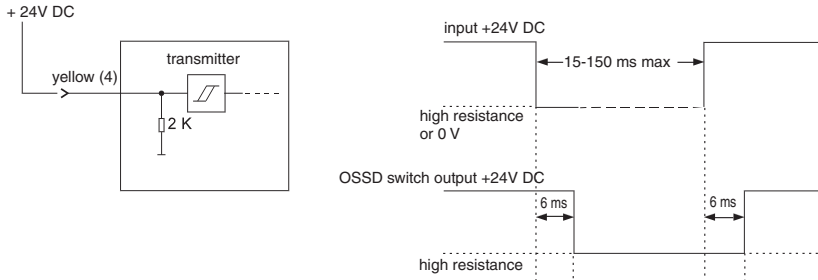 + 24V DC
transmitter
yellow (4)
2 K
input +24V DC
15-150 ms max
high resistance
or 0 V
OSSD switch output +24V DC
6 ms
6 ms
high resistance